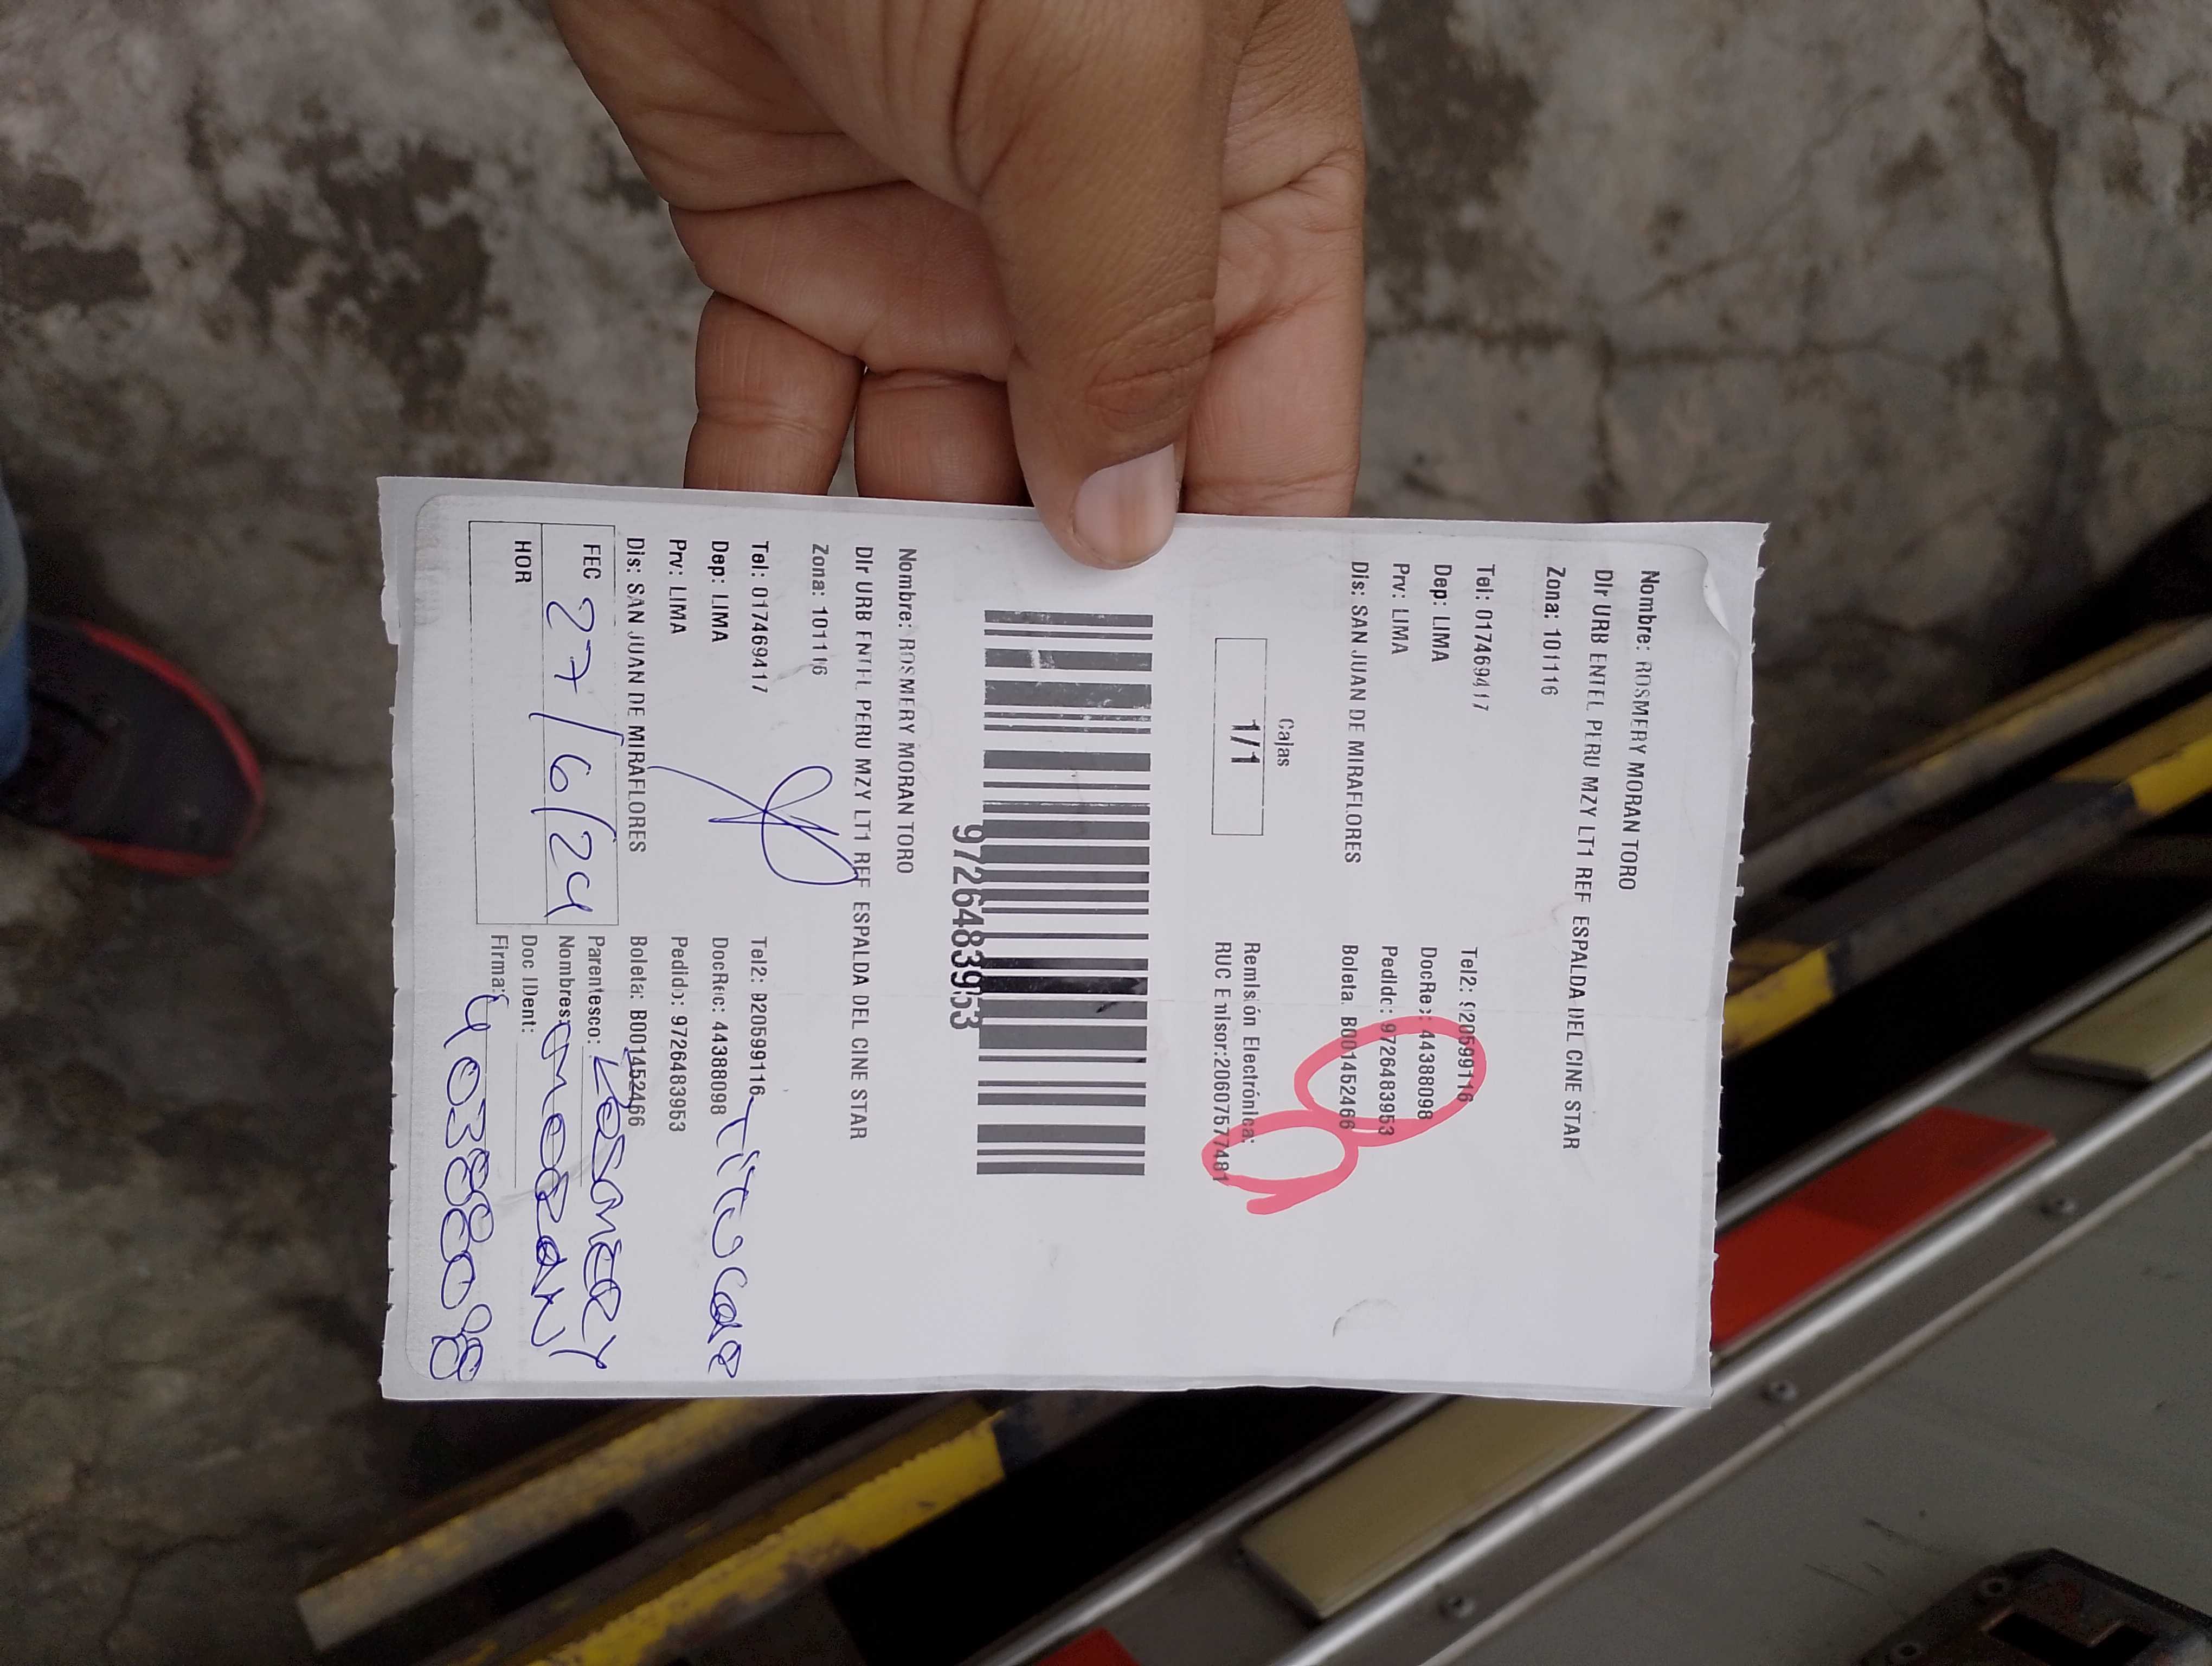 Nombre: ROSMERY MORAN TORO
Dir URB ENTEL PERU MZY LT1 REF ESPALDA DEL CINE STAR
Zona: 101116
Tel: 017469417 Tel2: 920599116
Dep: LIMA DocRec: 44388098
Prv: LIMA Pedido: 9726483953
Dis: SAN JUAN DE MIRAFLORES Boleta: B001452466
Cajas
1/1
Remisión Electrónica:
RUC Emisor:20607577481
9
9726483953
Nombre: ROSMERY MORAN TORO
Dir URB ENTEL PERU MZY LT1 REF ESPALDA DEL CINE STAR
Zona: 101116
Tel: 017469417 Tel2: 920599116
TITULAR
Dep: LIMA DocRec: 44388098
Prv: LIMA Pedido: 9726483953
Dis: SAN JUAN DE MIRAFLORES Boleta: B001452466
FEC 27/6/24 Parentesco: ROSMERY
Nombres: MORAN
HOR Doc IDent:
Firma: